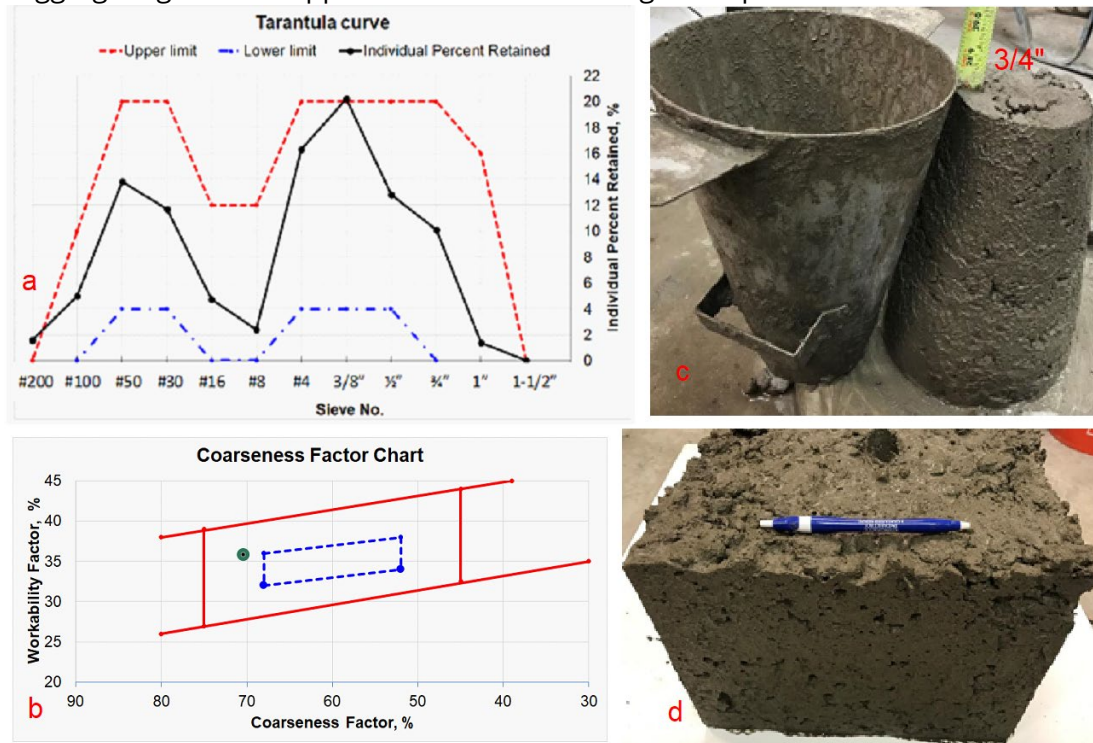 Tarantula curve
Upper limit Lower limit Individual Percent Retained
22
20
18
16
14
12
10
8
6
4
2
0
Individual Percent Retained, %
#200 #100 #50 #30 #16 #8 #4 3/8" ½" ¾" 1" 1-1/2"
Sieve No.
a
3/4"
c
Coarseness Factor Chart
45
40
35
30
25
20
Workability Factor, %
90 80 70 60 50 40 30
Coarseness Factor, %
b
d